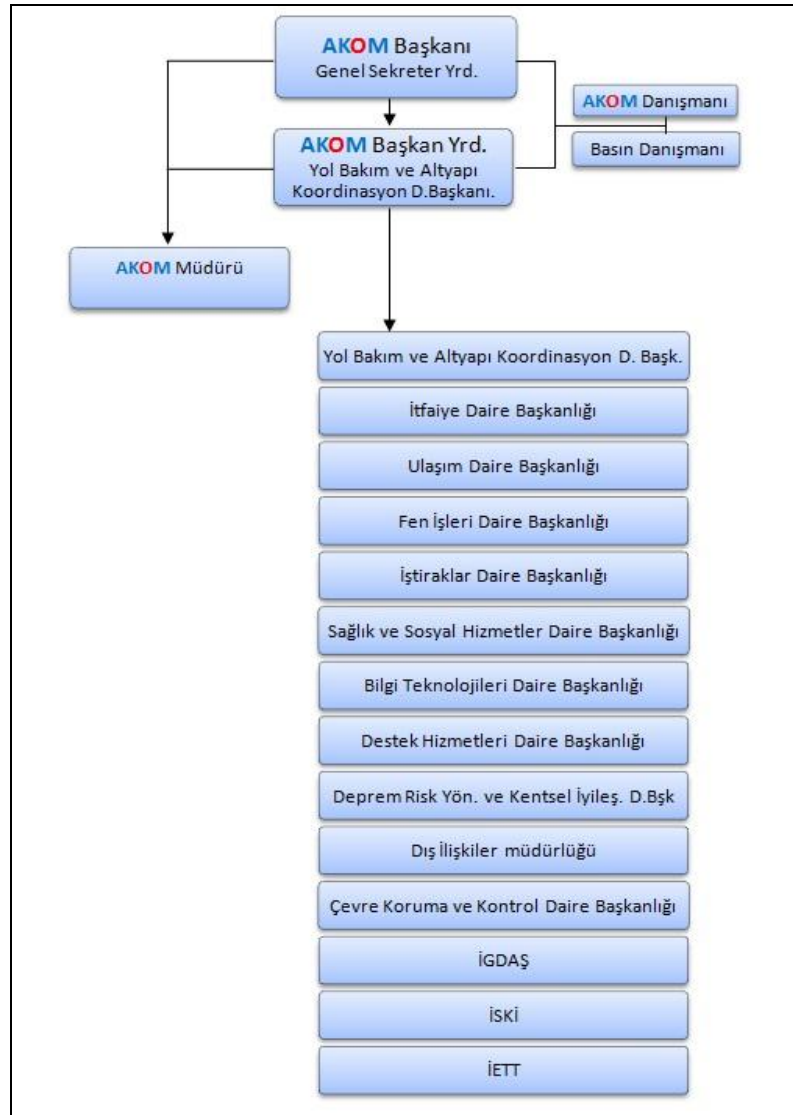 AKOM Başkanı
Genel Sekreter Yrd.
AKOM Danışmanı
Basın Danışmanı
AKOM Başkan Yrd.
Yol Bakım ve Altyapı
Koordinasyon D.Başkanı.
AKOM Müdürü
Yol Bakım ve Altyapı Koordinasyon D. Başk.
İtfaiye Daire Başkanlığı
Ulaşım Daire Başkanlığı
Fen İşleri Daire Başkanlığı
İştiraklar Daire Başkanlığı
Sağlık ve Sosyal Hizmetler Daire Başkanlığı
Bilgi Teknolojileri Daire Başkanlığı
Destek Hizmetleri Daire Başkanlığı
Deprem Risk Yön. ve Kentsel İyileş. D.Bşk
Dış İlişkiler müdürlüğü
Çevre Koruma ve Kontrol Daire Başkanlığı
İGDAŞ
İSKİ
İETT